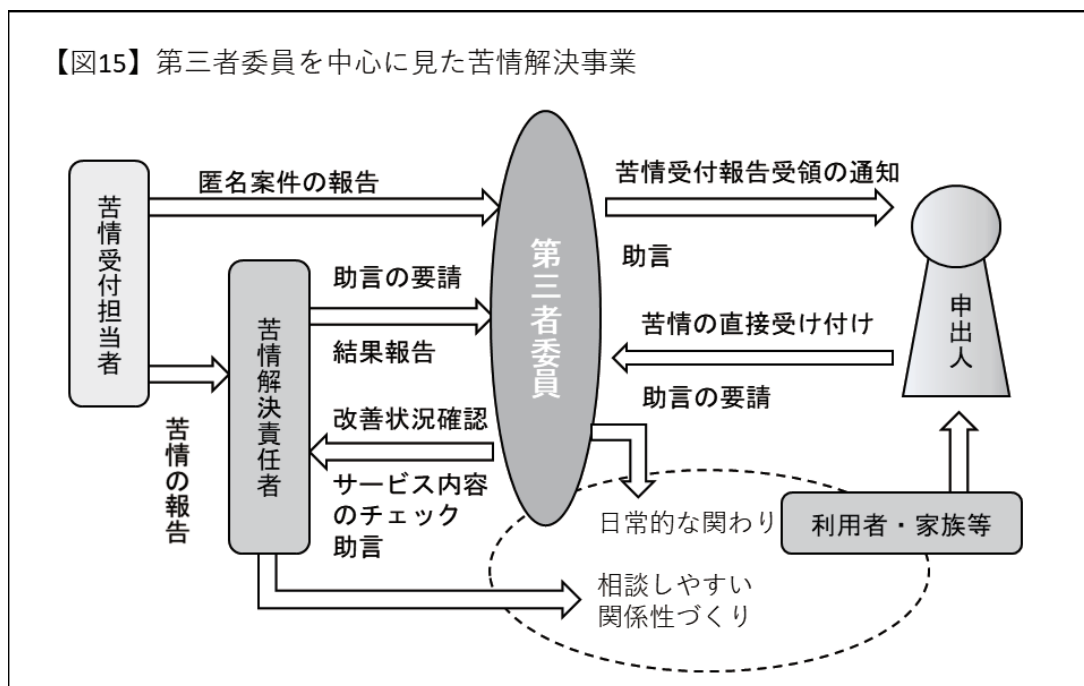 【図15】第三者委員を中心に見た苦情解決事業
苦情受付担当者
匿名案件の報告
苦情の報告
苦情解決責任者
助言の要請
結果報告
改善状況確認
サービス内容
のチェック
助言
第三者委員
苦情受付報告受領の通知
助言
苦情の直接受け付け
助言の要請
申出人
日常的な関わり
利用者・家族等
相談しやすい
関係性づくり